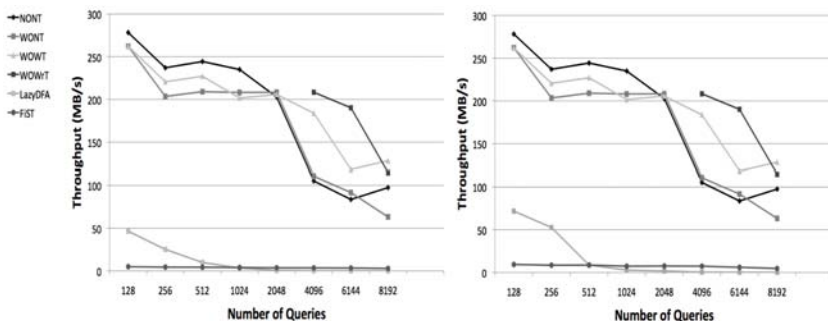 NONT
WONT
WOWT
WOWrT
LazyDFA
FiST
Throughput (MB/s)
300
250
200
150
100
50
0
128 256 512 1024 2048 4096 6144 8192
Number of Queries
Throughput (MB/s)
300
250
200
150
100
50
0
128 256 512 1024 2048 4096 6144 8192
Number of Queries